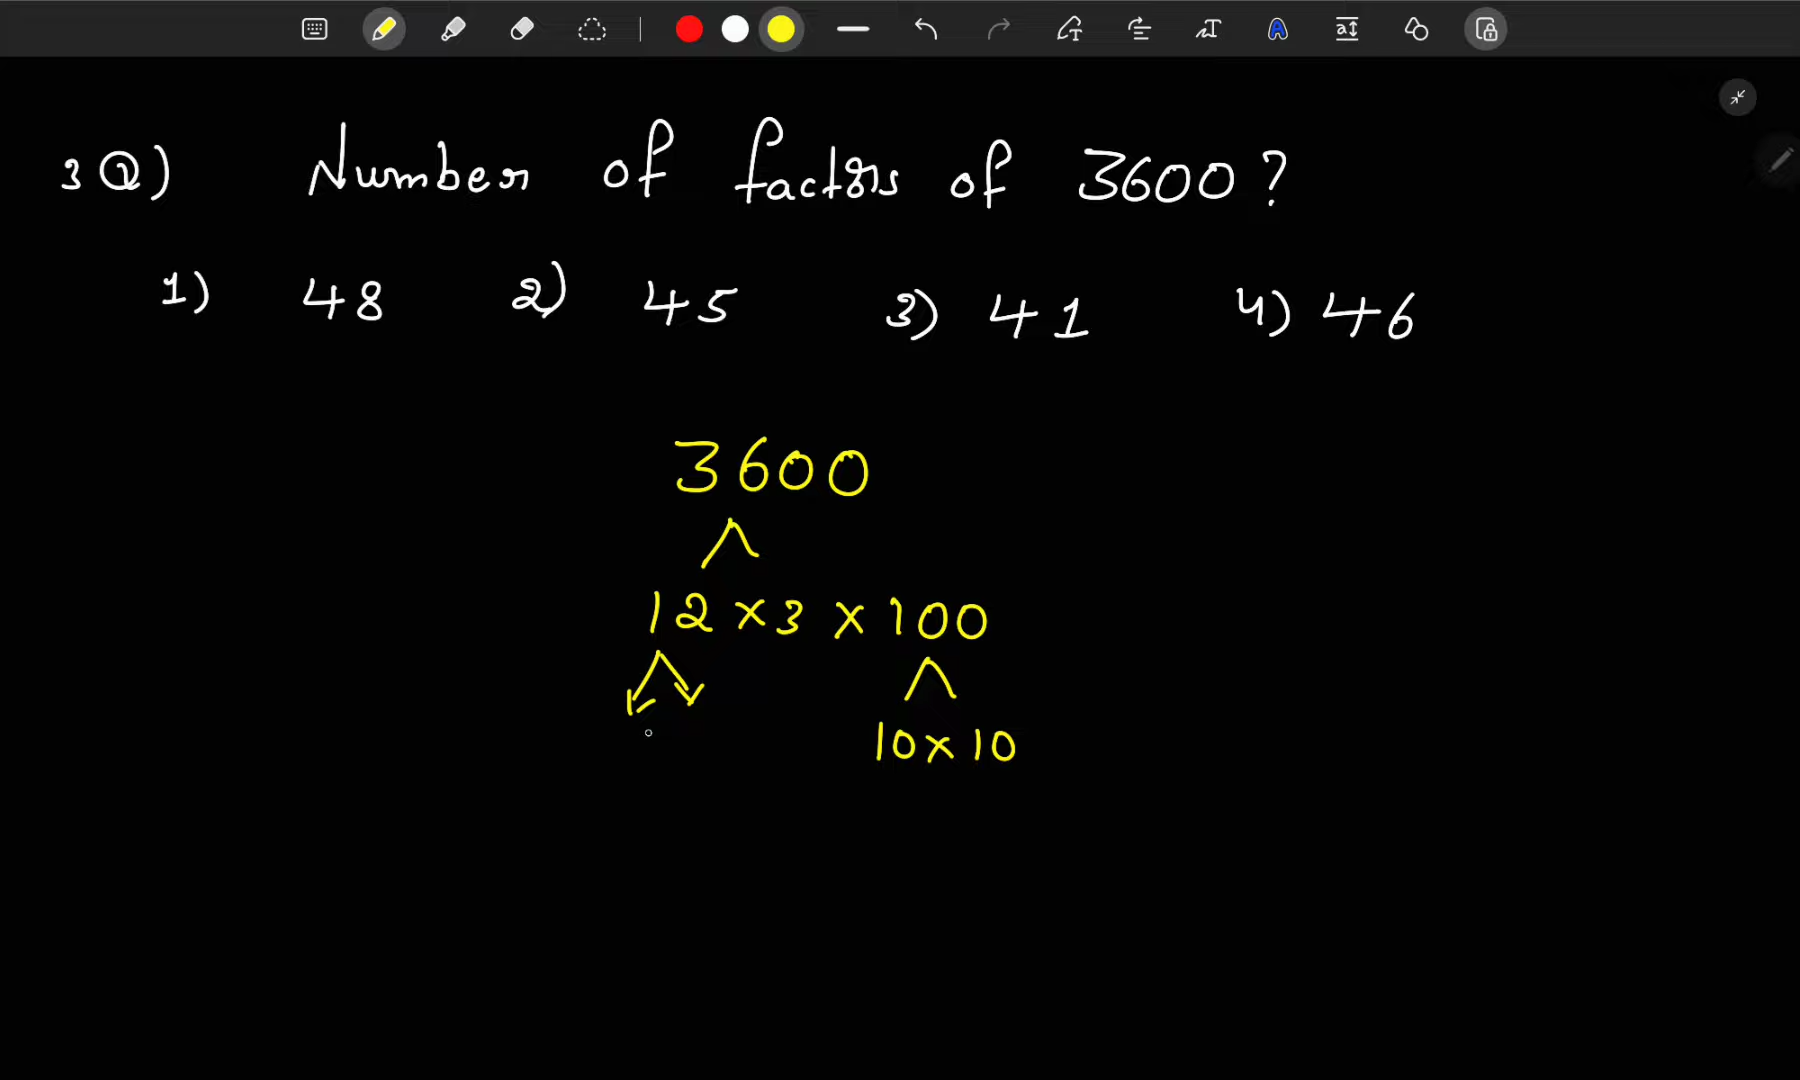 3Q) Number of factors of 3600?
1) 48 2) 45 3) 41 4) 46
3600
12 × 3 × 100
10 × 10